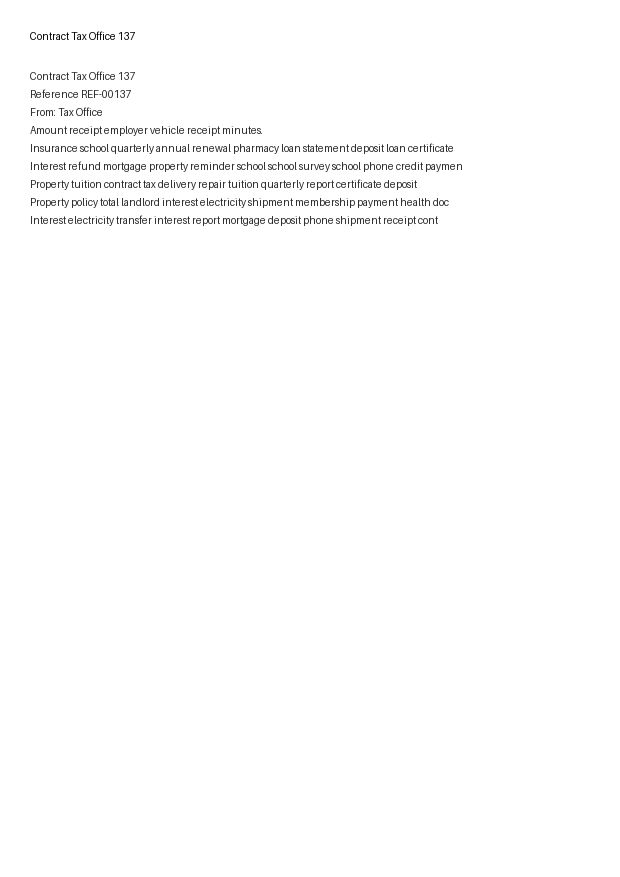 Contract Tax Office 137
Contract Tax Office 137
Reference REF-00137
From: Tax Office
Amount receipt employer vehicle receipt minutes.
Insurance school quarterly annual renewal pharmacy loan statement deposit loan certificate
Interest refund mortgage property reminder school school survey school phone credit paymen
Property tuition contract tax delivery repair tuition quarterly report certificate deposit
Property policy total landlord interest electricity shipment membership payment health doc
Interest electricity transfer interest report mortgage deposit phone shipment receipt cont